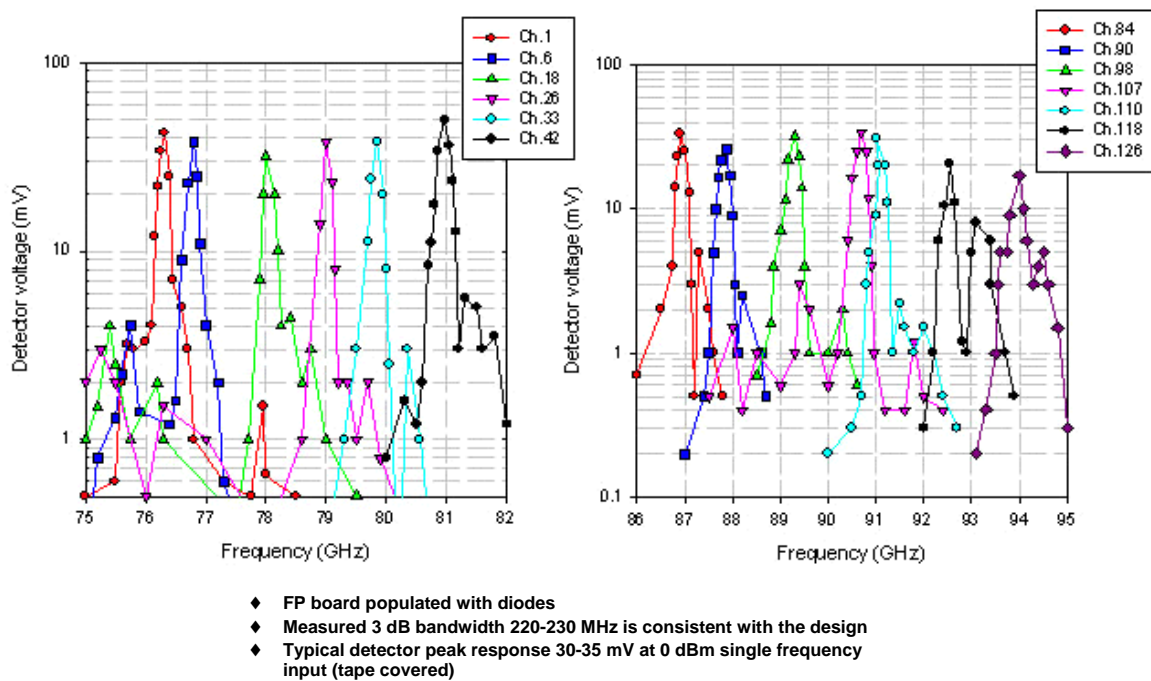 Ch.1
Ch.6
Ch.18
Ch.26
Ch.33
Ch.42
100
10
1
Detector voltage (mV)
75 76 77 78 79 80 81 82
Frequency (GHz)
Ch.84
Ch.90
Ch.98
Ch.107
Ch.110
Ch.118
Ch.126
100
10
1
0.1
Detector voltage (mV)
86 87 88 89 90 91 92 93 94 95
Frequency (GHz)
♦ FP board populated with diodes
♦ Measured 3 dB bandwidth 220-230 MHz is consistent with the design
♦ Typical detector peak response 30-35 mV at 0 dBm single frequency
input (tape covered)